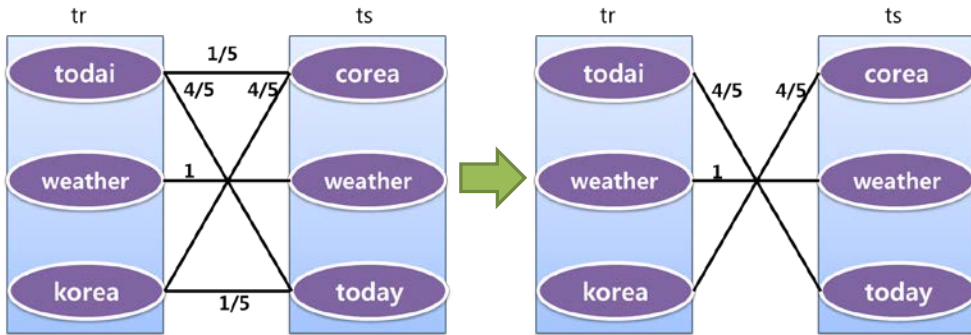 tr ts tr ts
1/5
todai corea todai corea
4/5 4/5 4/5 4/5
weather 1 weather weather 1 weather
korea today korea today
1/5